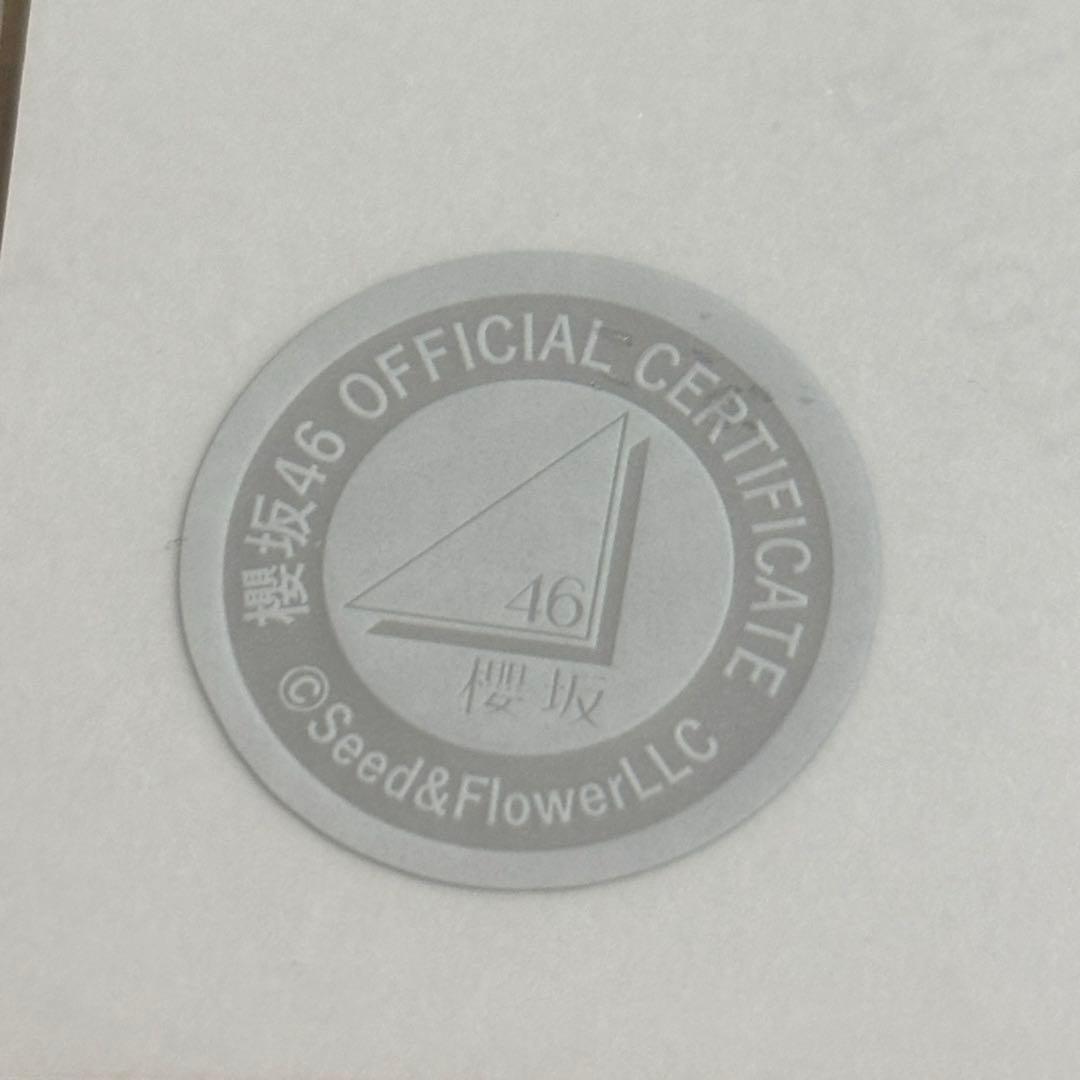 櫻坂46 OFFICIAL CERTIFICATE
46
櫻坂
©Seed&FlowerLLC